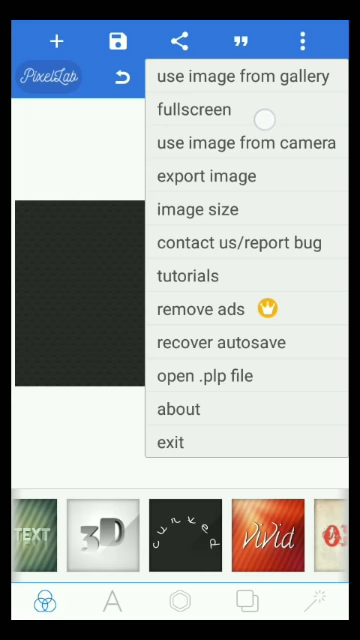 PixelLab
use image from gallery
fullscreen
use image from camera
export image
image size
contact us/report bug
tutorials
remove ads
recover autosave
open .plp file
about
exit
TEXT
3D
curved
ViVid